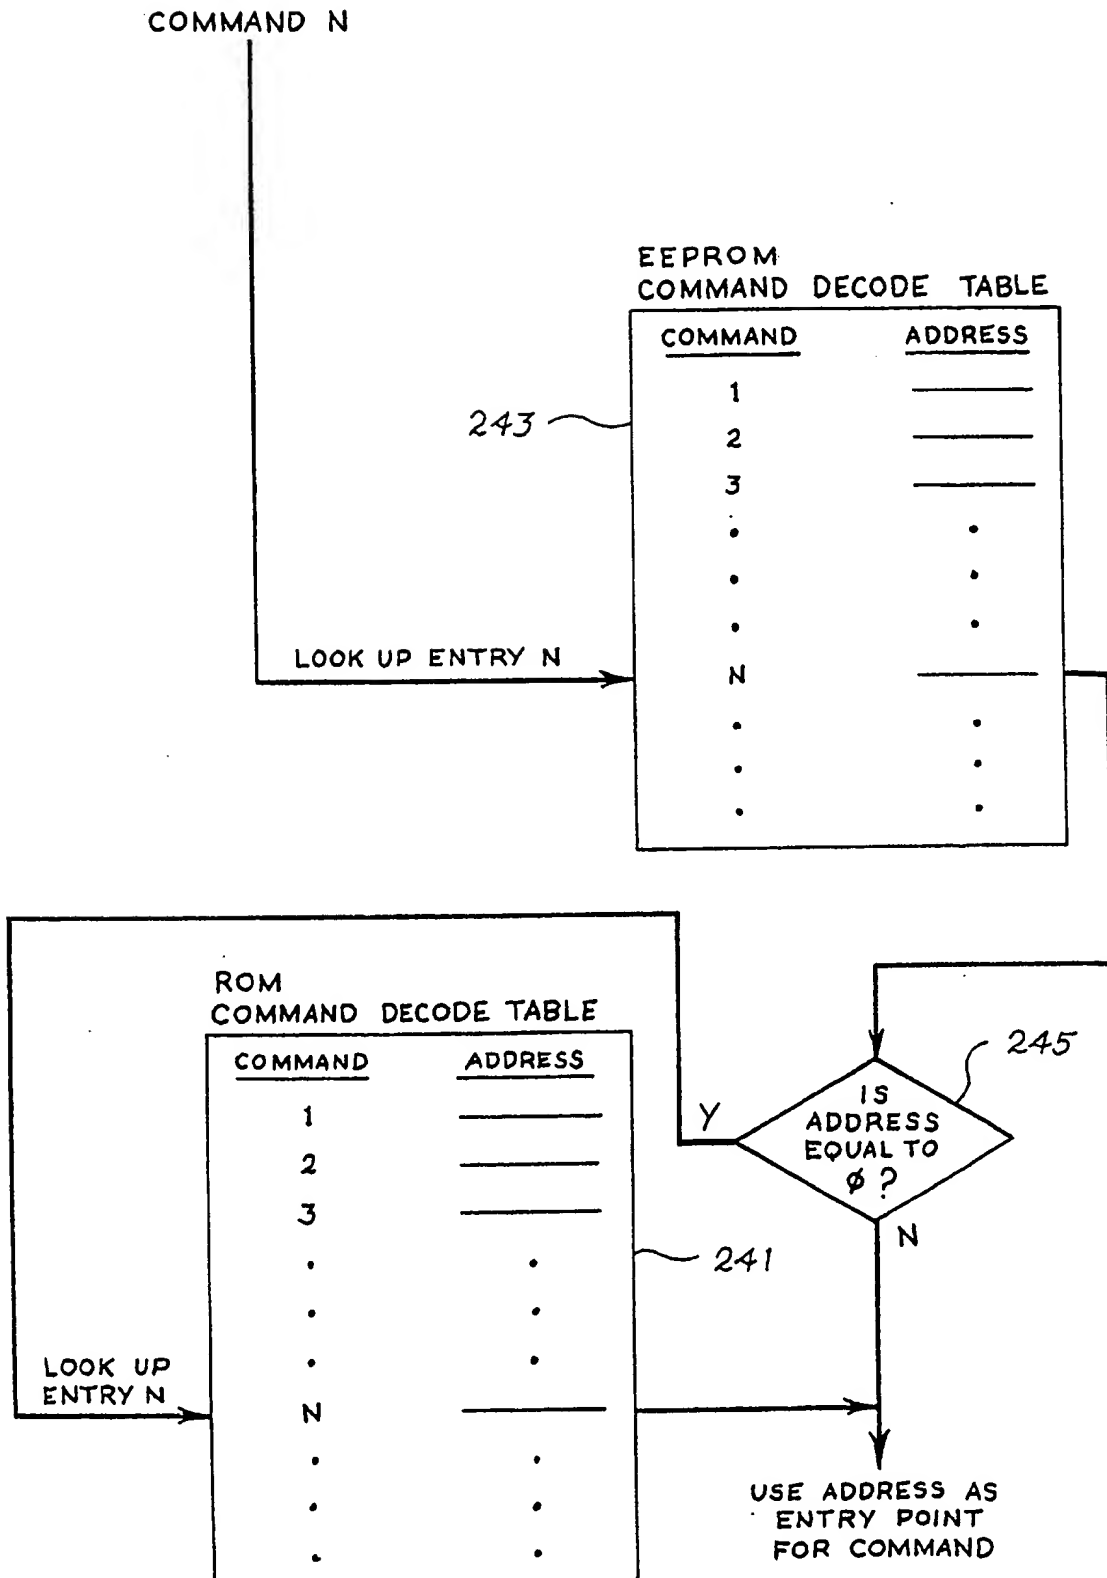 COMMAND N
EEPROM
COMMAND DECODE TABLE
COMMAND ADDRESS
1
2
3
243
LOOK UP ENTRY N
N
ROM
COMMAND DECODE TABLE
COMMAND ADDRESS
1
2
3
241
LOOK UP
ENTRY N
N
245
IS
ADDRESS
EQUAL TO
ø ?
Y
N
USE ADDRESS AS
ENTRY POINT
FOR COMMAND